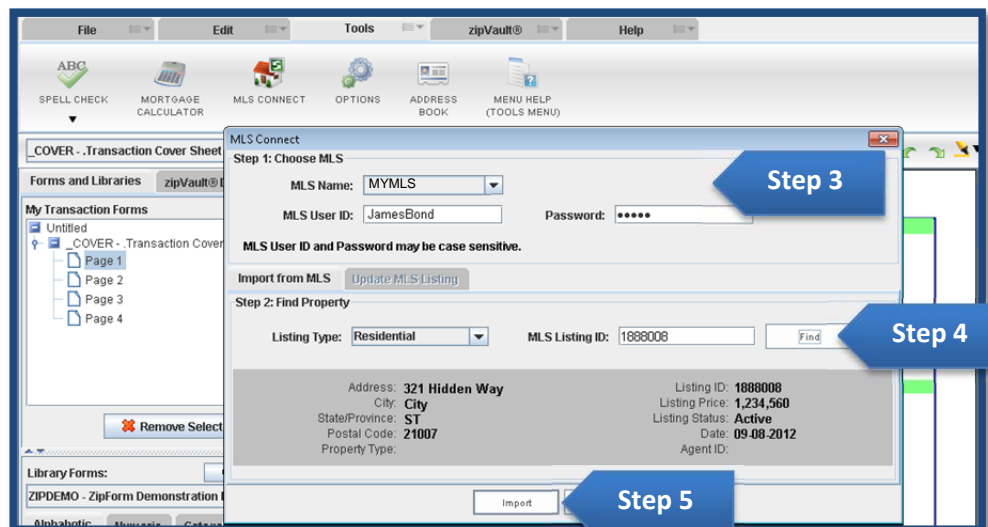 File Edit Tools zipVault® Help
ABC
SPELL CHECK MORTGAGE CALCULATOR MLS CONNECT OPTIONS ADDRESS BOOK MENU HELP (TOOLS MENU)
_COVER - .Transaction Cover Sheet
Forms and Libraries zipVault®
My Transaction Forms
Untitled
_COVER - .Transaction Cover
Page 1
Page 2
Page 3
Page 4
Remove Select
Library Forms:
ZIPDEMO - ZipForm Demonstration
Alphabetic Numeric
MLS Connect
Step 1: Choose MLS
MLS Name: MYMLS
Step 3
MLS User ID: JamesBond Password: •••••
MLS User ID and Password may be case sensitive.
Import from MLS Update MLS Listing
Step 2: Find Property
Listing Type: Residential MLS Listing ID: 1888008 Find
Step 4
Address: 321 Hidden Way Listing ID: 1888008
City: City Listing Price: 1,234,560
State/Province: ST Listing Status: Active
Postal Code: 21007 Date: 09-08-2012
Property Type: Agent ID:
Import
Step 5